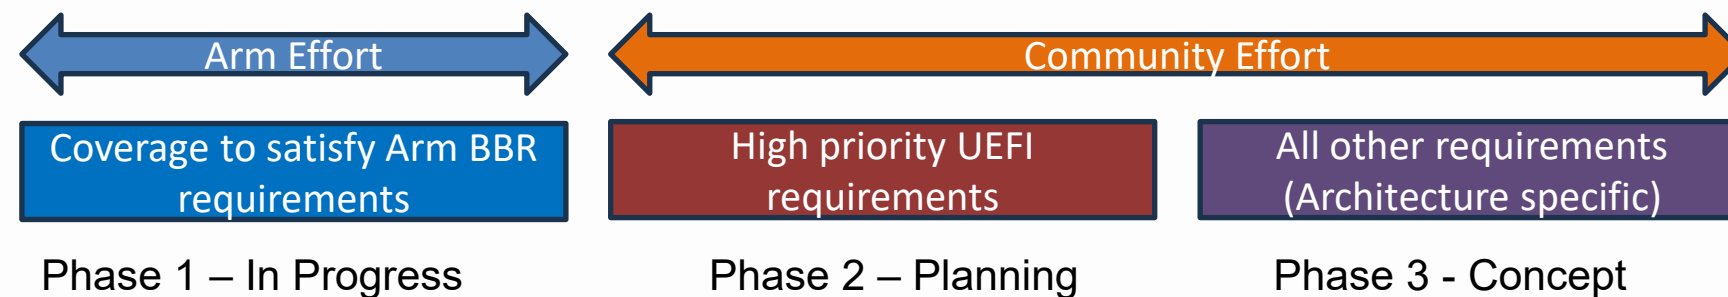 Arm Effort
Community Effort
Coverage to satisfy Arm BBR
requirements
High priority UEFI
requirements
All other requirements
(Architecture specific)
Phase 1 – In Progress
Phase 2 – Planning
Phase 3 - Concept